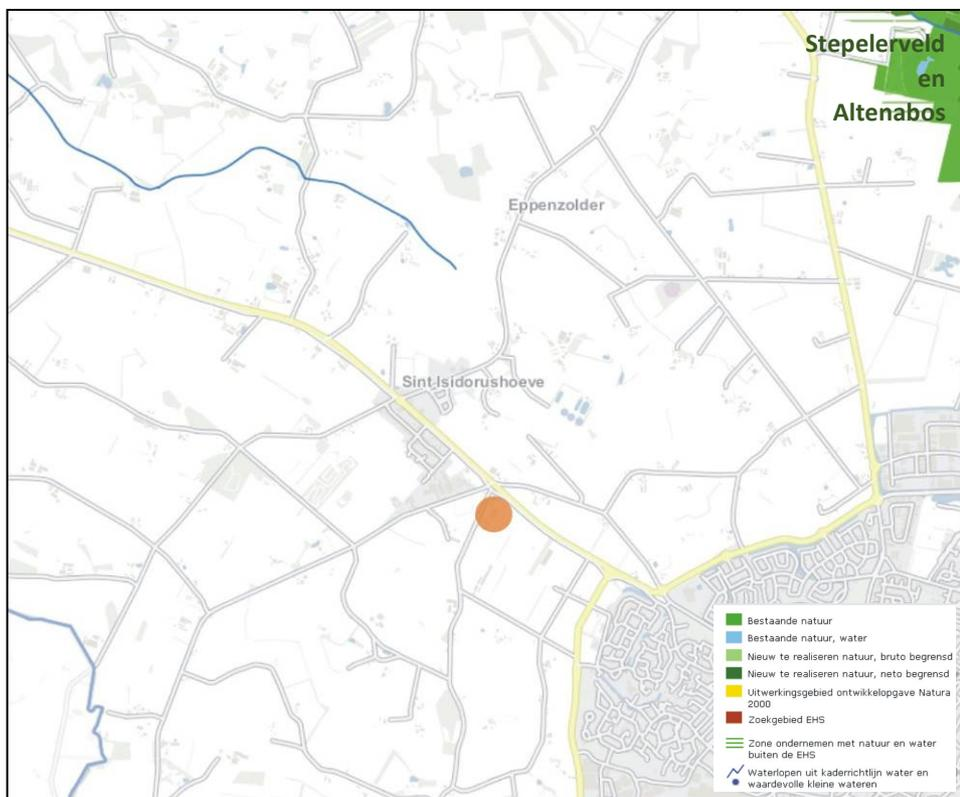 Stepelerveld
en
Altenabos
Eppenzolder
Sint Isidorushoeve
Bestaande natuur
Bestaande natuur, water
Nieuw te realiseren natuur, bruto begrensd
Nieuw te realiseren natuur, neto begrensd
Uitwerkingsgebied ontwikkelopgave Natura
2000
Zoekgebied EHS
Zone ondernemen met natuur en water
buiten de EHS
Waterlopen uit kaderrichtlijn water en
waardevolle kleine wateren